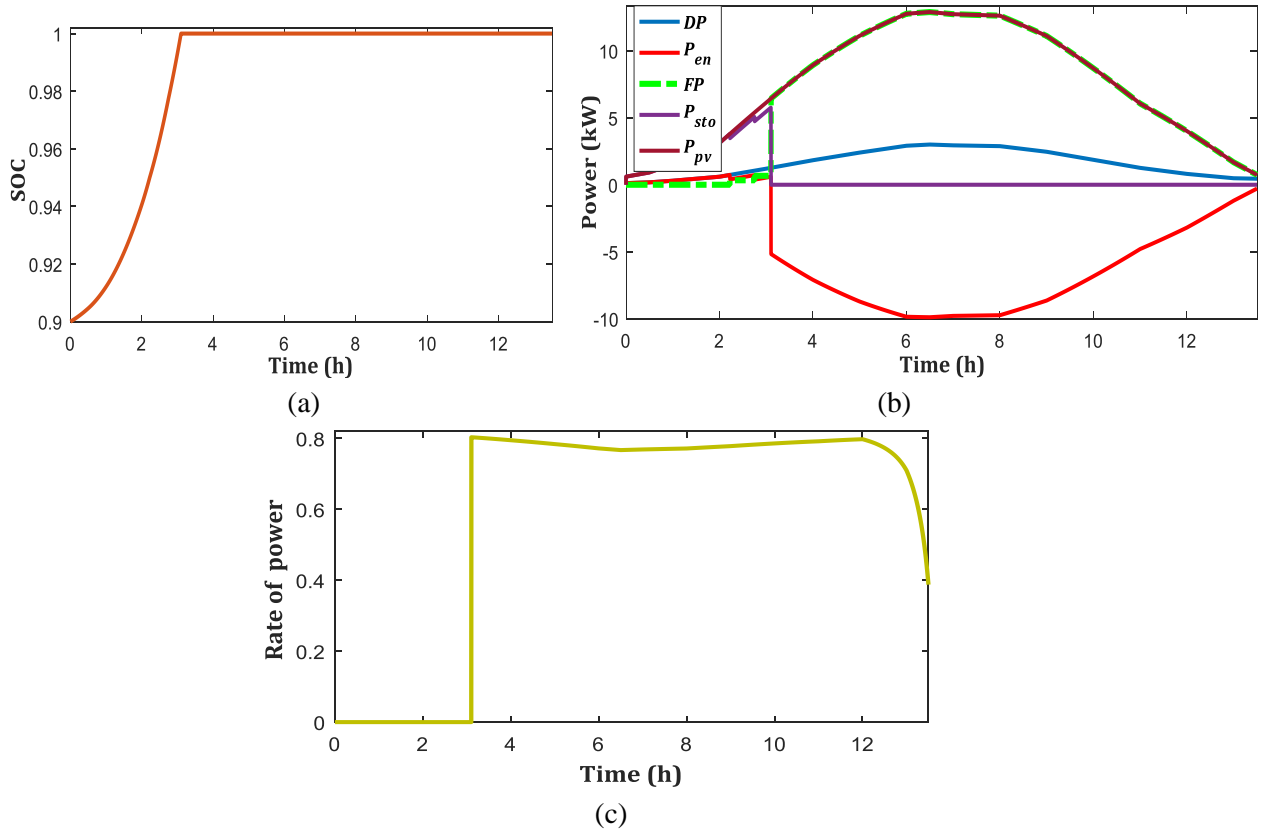 1
0.98
0.96
0.94
0.92
0.9
SOC
0 2 4 6 8 10 12
Time (h)
(a)
DP
P_en
FP
P_sto
P_pv
10
5
0
-5
-10
Power (kW)
0 2 4 6 8 10 12
Time (h)
(b)
0.8
0.6
0.4
0.2
0
Rate of power
0 2 4 6 8 10 12
Time (h)
(c)